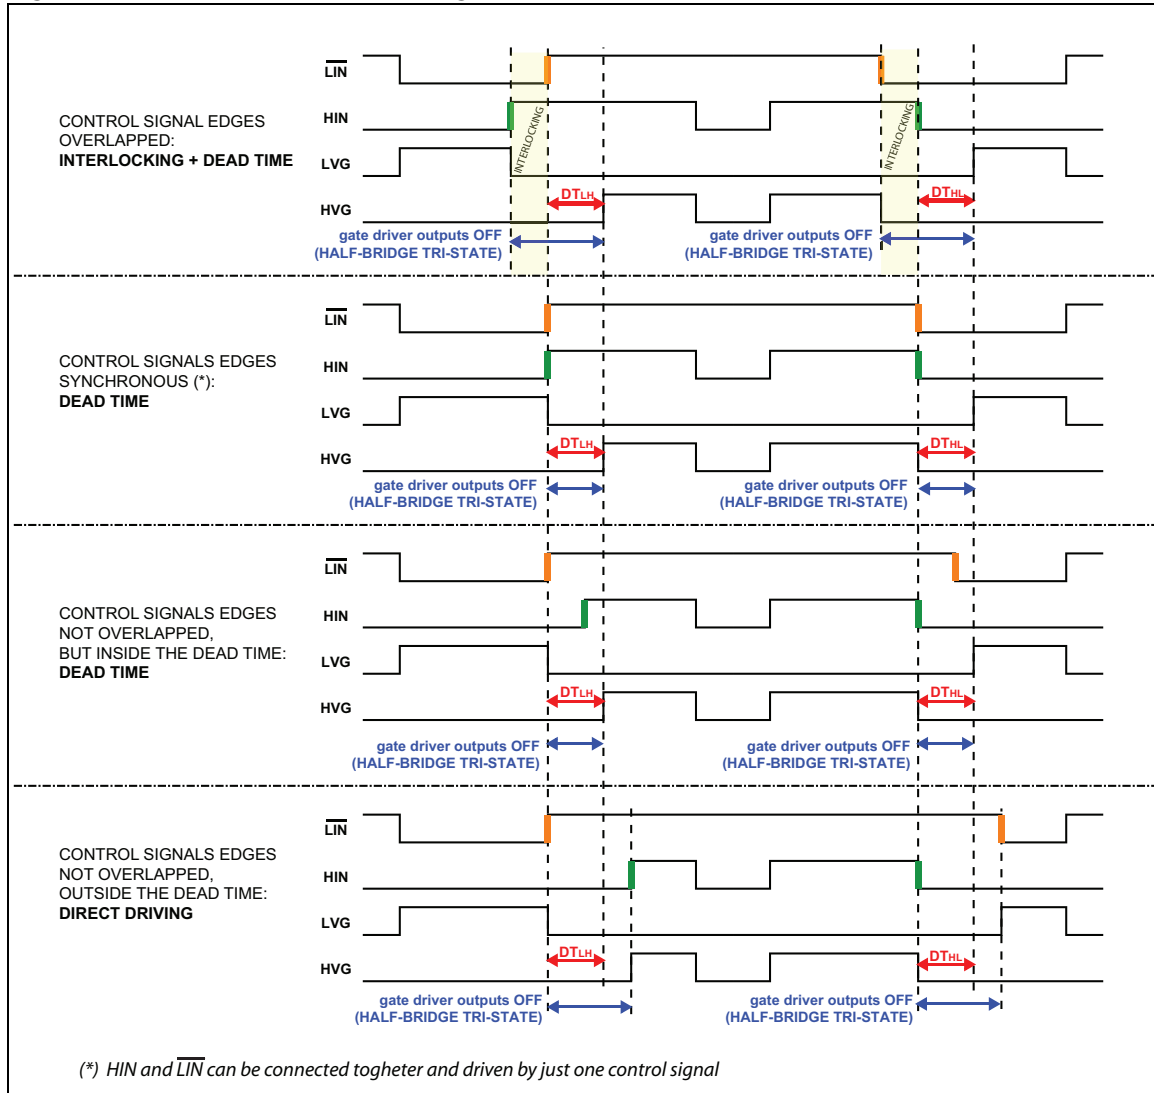 CONTROL SIGNAL EDGES
OVERLAPPED:
INTERLOCKING + DEAD TIME
LIN
HIN
LVG
HVG
INTERLOCKING
INTERLOCKING
DTLH
DTHL
gate driver outputs OFF
(HALF-BRIDGE TRI-STATE)
gate driver outputs OFF
(HALF-BRIDGE TRI-STATE)
CONTROL SIGNALS EDGES
SYNCHRONOUS (*):
DEAD TIME
LIN
HIN
LVG
HVG
DTLH
DTHL
gate driver outputs OFF
(HALF-BRIDGE TRI-STATE)
gate driver outputs OFF
(HALF-BRIDGE TRI-STATE)
CONTROL SIGNALS EDGES
NOT OVERLAPPED,
BUT INSIDE THE DEAD TIME:
DEAD TIME
LIN
HIN
LVG
HVG
DTLH
DTHL
gate driver outputs OFF
(HALF-BRIDGE TRI-STATE)
gate driver outputs OFF
(HALF-BRIDGE TRI-STATE)
CONTROL SIGNALS EDGES
NOT OVERLAPPED,
OUTSIDE THE DEAD TIME:
DIRECT DRIVING
LIN
HIN
LVG
HVG
DTLH
DTHL
gate driver outputs OFF
(HALF-BRIDGE TRI-STATE)
gate driver outputs OFF
(HALF-BRIDGE TRI-STATE)
(*) HIN and LIN can be connected togheter and driven by just one control signal